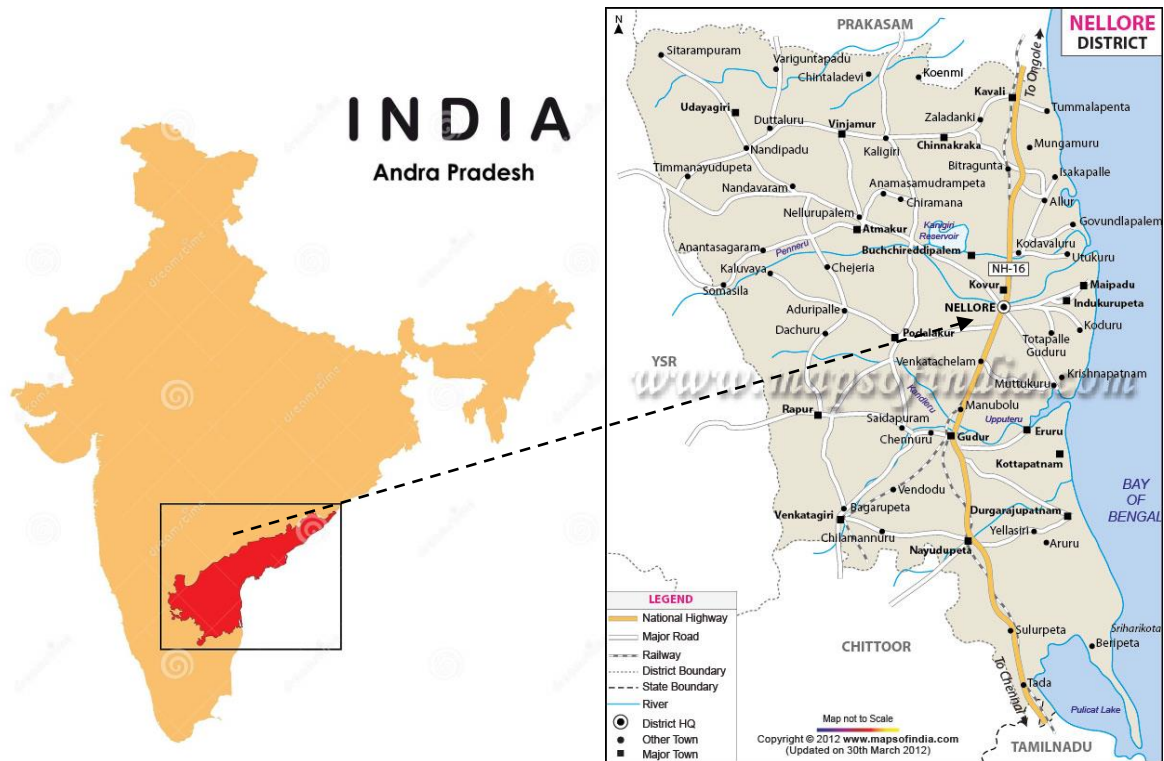 INDIA
Andra Pradesh
dreamstime
N
PRAKASAM
NELLORE
DISTRICT
To Ongole
Sitarampuram
Variguntapadu
Chintaladevi
Koenmi
Kavali
Tummalapenta
Udayagiri
Duttaluru
Vinjamur
Zaladanki
Kaligiri
Chinnakraka
Mungamuru
Nandipadu
Bitragunta
Isakapalle
Timmanayudupeta
Nandavaram
Anamasamudrampeta
Chiramana
Allur
Nellurupalem
Govundlapalem
Atmakur
Kanigiri
Reservoir
Anantasagaram
Penneru
Buchchireddipalem
Kodavaluru
Utukuru
Kaluvaya
Chejeria
NH-16
Somasila
Kovur
Maipadu
Indukurupeta
NELLORE
Aduripalle
Dachuru
Podalakur
Koduru
Totapalle
Guduru
YSR
Venkatachelam
Krishnapatnam
www.mapsofindia.com
Muttukuru
Kandleru
Rapur
Manubolu
Saidapuram
Upputeru
Chennuru
Gudur
Eruru
Kottapatnam
BAY
OF
BENGAL
Vendodu
Bagarupeta
Venkatagiri
Durgarajupatnam
Chilamannuru
Yellasiri
Aruru
Nayudupeta
LEGEND
National Highway
Major Road
Railway
District Boundary
State Boundary
River
District HQ
Other Town
Major Town
CHITTOOR
Sulurpeta
Sriharikota
Beripeta
To Chennai
Tada
Pulicat Lake
Map not to Scale
Copyright © 2012 www.mapsofindia.com
(Updated on 30th March 2012)
TAMILNADU